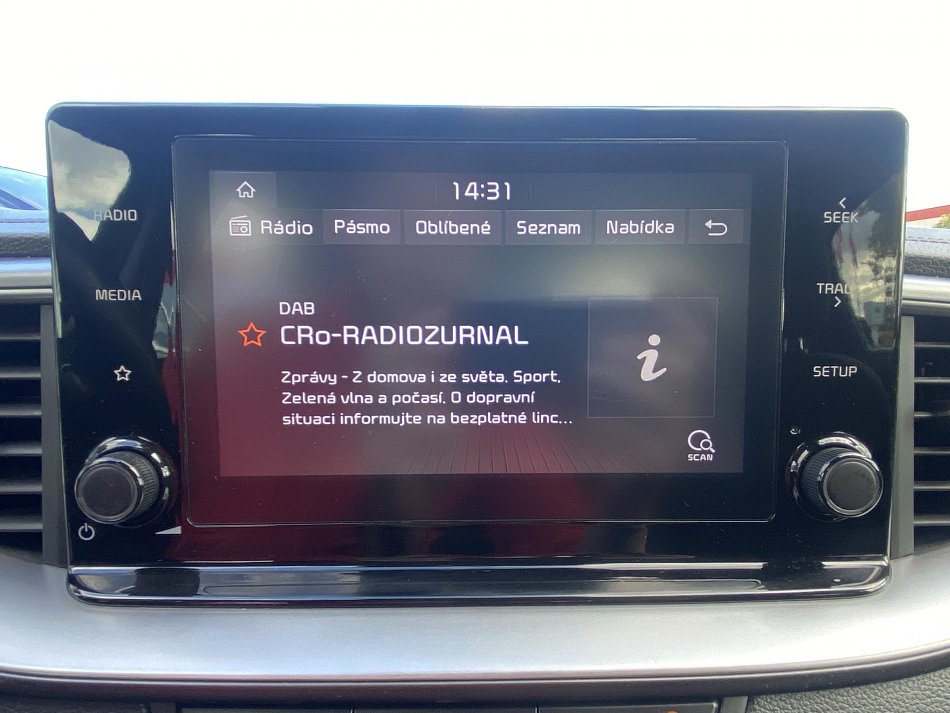 14:31
RADIO
MEDIA
Rádio Pásmo Oblíbené Seznam Nabídka
DAB
CRo-RADIOZURNAL
Zprávy - Z domova i ze světa. Sport,
Zelená vlna a počasí. O dopravní
situaci informujte na bezplatné linc...
SCAN
SEEK
TRACK
SETUP